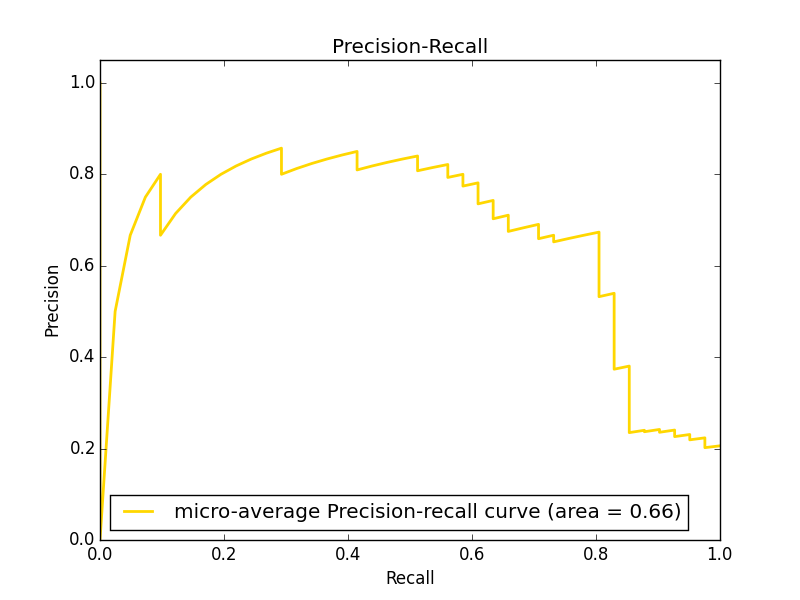 Precision-Recall
1.0
0.8
0.6
0.4
0.2
0.0
Precision
micro-average Precision-recall curve (area = 0.66)
0.0 0.2 0.4 0.6 0.8 1.0
Recall